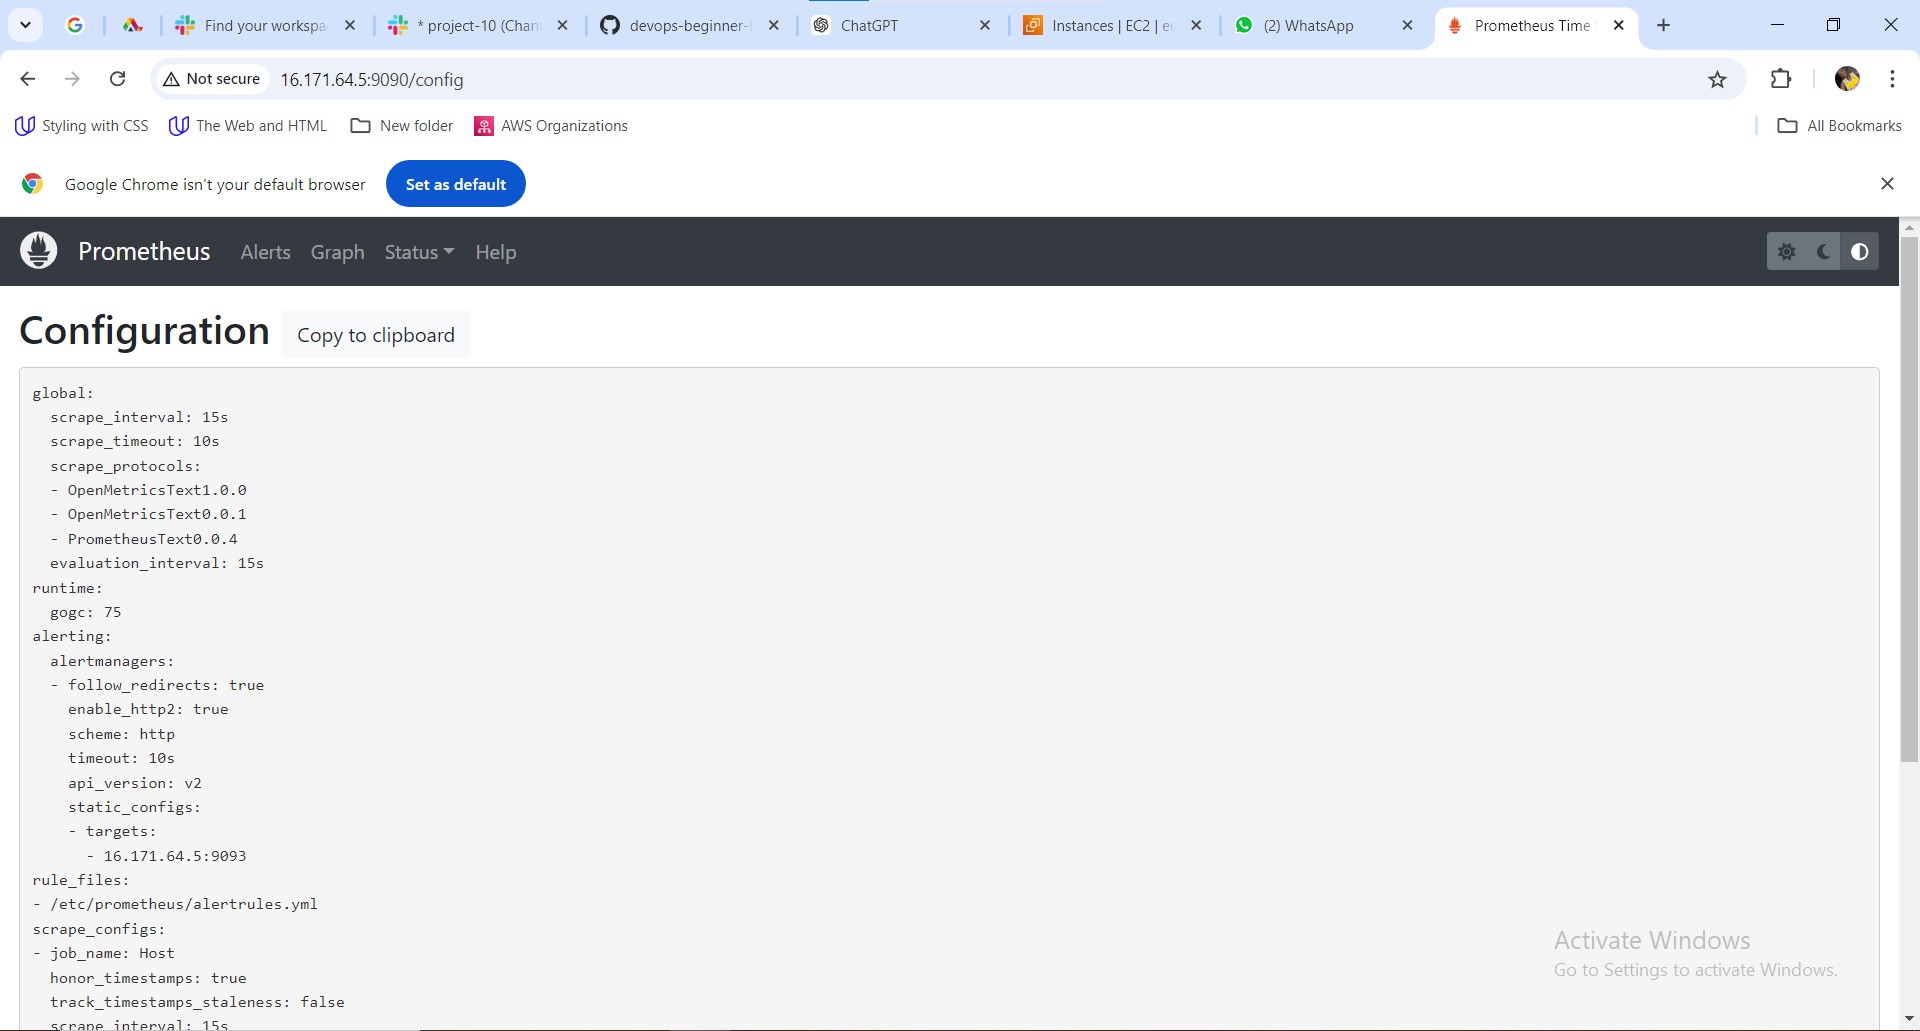 Find your workspa
* project-10 (Chan
devops-beginner-
ChatGPT
Instances | EC2 | eu
(2) WhatsApp
Prometheus Time
Not secure
16.171.64.5:9090/config
Styling with CSS
The Web and HTML
New folder
AWS Organizations
All Bookmarks
Google Chrome isn't your default browser
Set as default
Prometheus
Alerts
Graph
Status
Help
Configuration
Copy to clipboard
global:
scrape_interval: 15s
scrape_timeout: 10s
scrape_protocols:
- OpenMetricsText1.0.0
- OpenMetricsText0.0.1
- PrometheusText0.0.4
evaluation_interval: 15s
runtime:
gogc: 75
alerting:
alertmanagers:
- follow_redirects: true
enable_http2: true
scheme: http
timeout: 10s
api_version: v2
static_configs:
- targets:
- 16.171.64.5:9093
rule_files:
- /etc/prometheus/alertrules.yml
scrape_configs:
- job_name: Host
honor_timestamps: true
track_timestamps_staleness: false
scrape_interval: 15s
Activate Windows
Go to Settings to activate Windows.